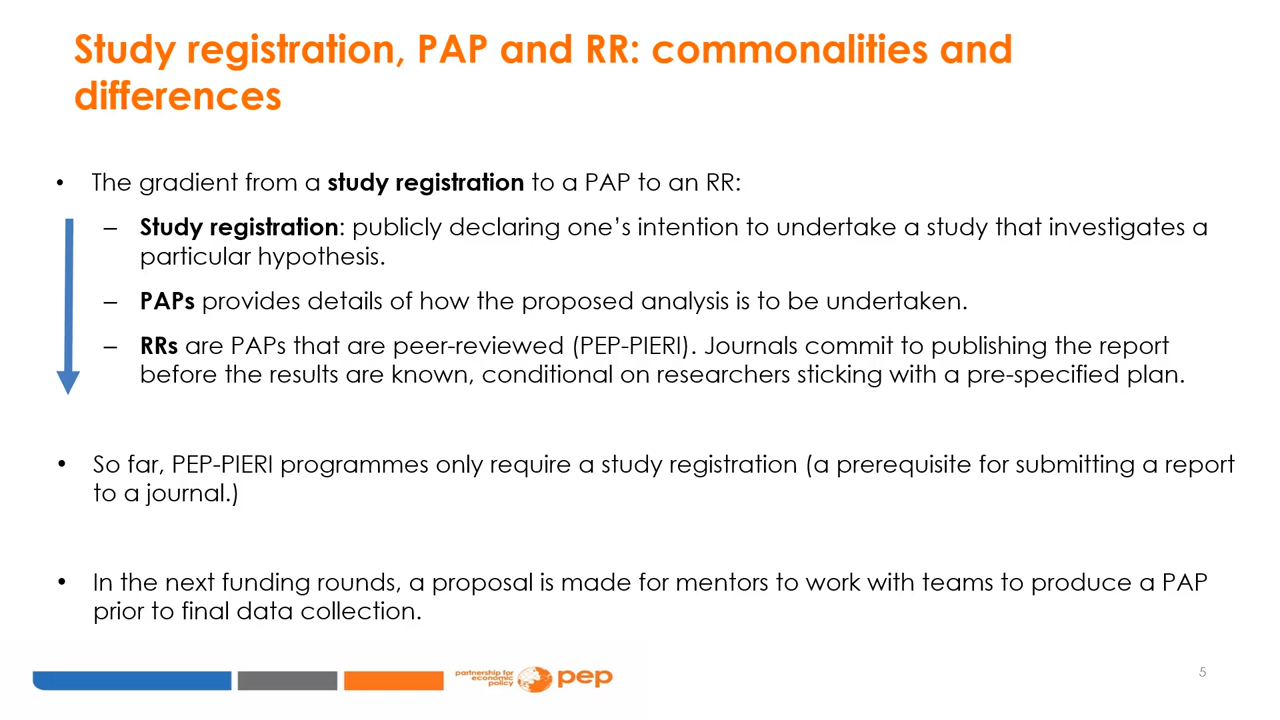 Study registration, PAP and RR: commonalities and
differences
• The gradient from a study registration to a PAP to an RR:
– Study registration: publicly declaring one’s intention to undertake a study that investigates a
particular hypothesis.
– PAPs provides details of how the proposed analysis is to be undertaken.
– RRs are PAPs that are peer-reviewed (PEP-PIERI). Journals commit to publishing the report
before the results are known, conditional on researchers sticking with a pre-specified plan.
• So far, PEP-PIERI programmes only require a study registration (a prerequisite for submitting a report
to a journal.)
• In the next funding rounds, a proposal is made for mentors to work with teams to produce a PAP
prior to final data collection.
partnership for
economic
policy
pep
5